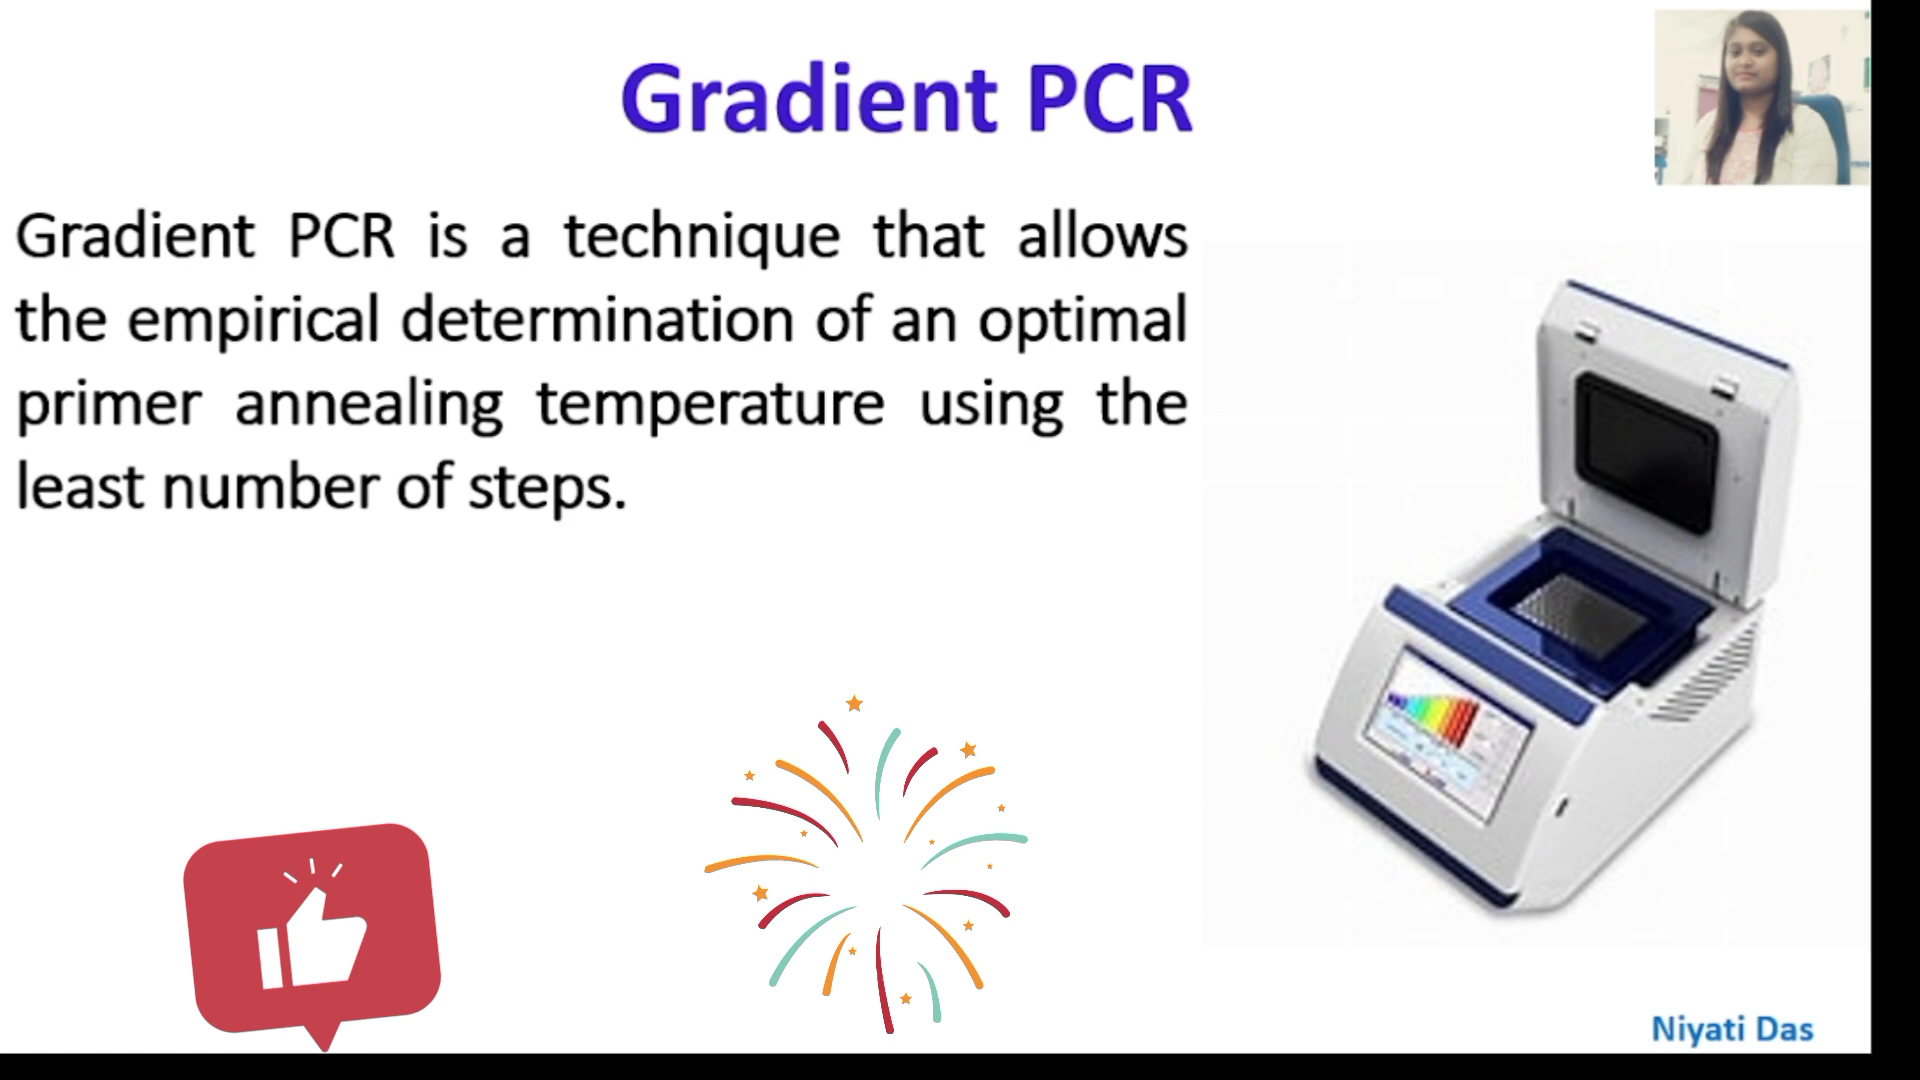 Gradient PCR
Gradient PCR is a technique that allows
the empirical determination of an optimal
primer annealing temperature using the
least number of steps.
Niyati Das